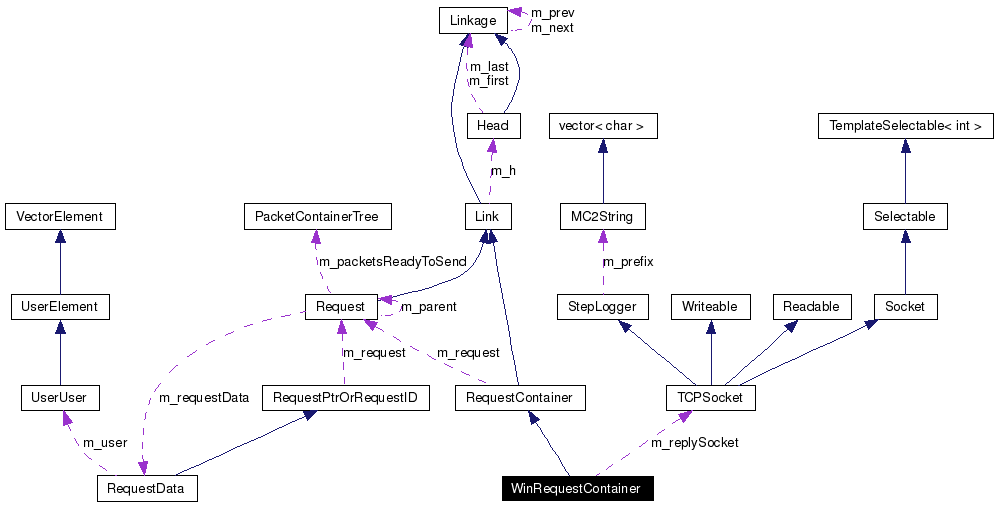 Linkage
m_prev
m_next
m_last
m_first
Head
vector< char >
TemplateSelectable< int >
m_h
VectorElement
PacketContainerTree
Link
MC2String
Selectable
m_packetsReadyToSend
m_prefix
UserElement
Request
m_parent
StepLogger
Writeable
Readable
Socket
m_request
m_request
m_requestData
UserUser
RequestPtrOrRequestID
RequestContainer
TCPSocket
m_user
m_replySocket
RequestData
WinRequestContainer